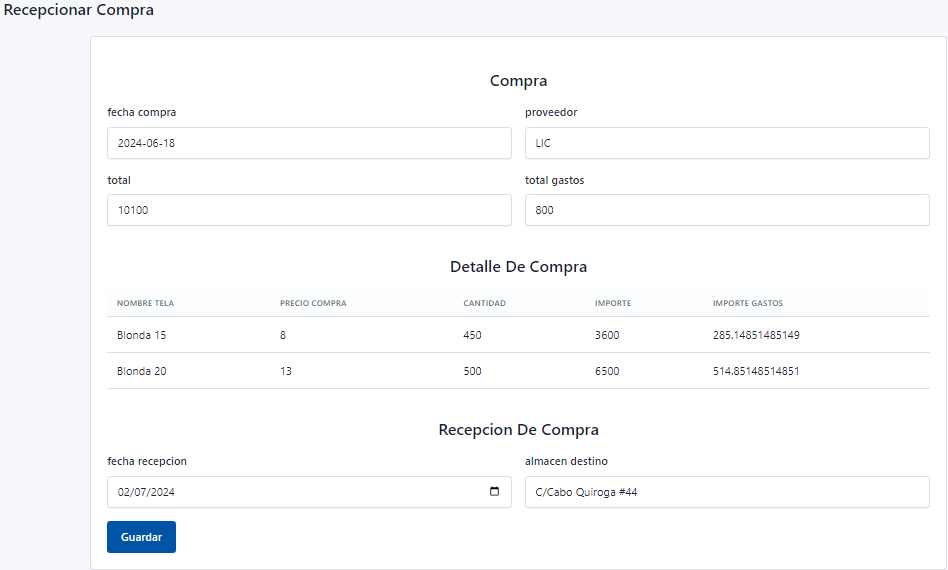 Recepcionar Compra
Compra
fecha compra proveedor
2024-06-18 LIC
total total gastos
10100 800
Detalle De Compra
NOMBRE TELA PRECIO COMPRA CANTIDAD IMPORTE IMPORTE GASTOS
Blonda 15 8 450 3600 285.14851485149
Blonda 20 13 500 6500 514.85148514851
Recepcion De Compra
fecha recepcion almacen destino
02/07/2024 C/Cabo Quiroga #44
Guardar